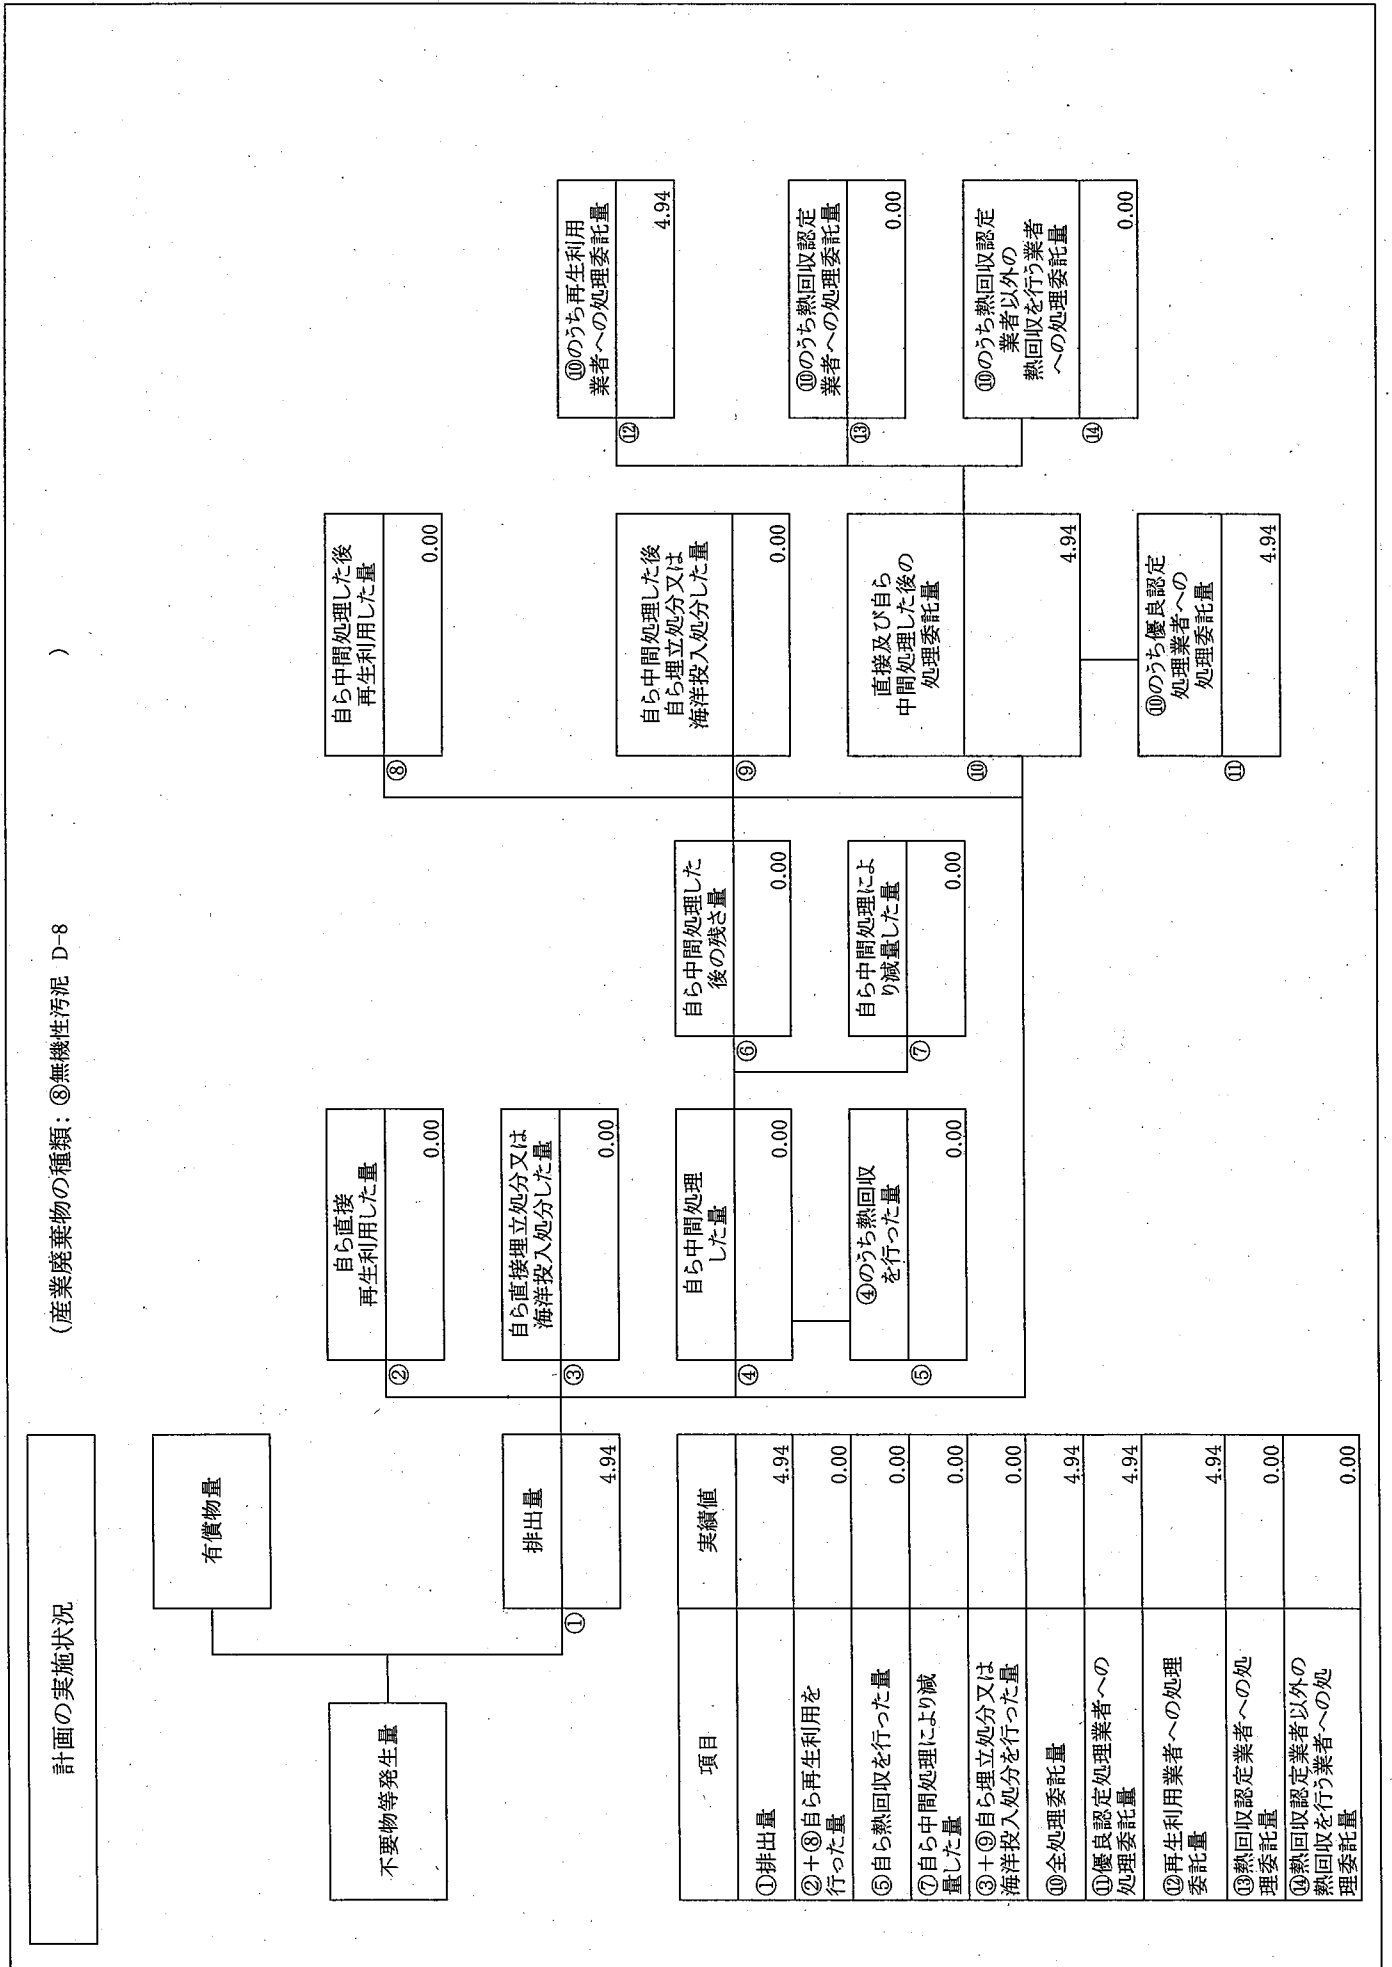 計画の実施状況
(産業廃棄物の種類: ⑧無機性汚泥 D-8 )
不要物等発生量
有償物量
①
排出量
4.94
②
自ら直接
再生利用した量
0.00
③
自ら直接埋立処分又は
海洋投入処分した量
0.00
④
自ら中間処理
した量
0.00
⑤
④のうち熱回収
を行った量
0.00
⑥
自ら中間処理した
後の残さ量
0.00
⑦
自ら中間処理によ
り減量した量
0.00
⑧
自ら中間処理した後
再生利用した量
0.00
⑨
自ら中間処理した後
自ら埋立処分又は
海洋投入処分した量
0.00
⑩
直接及び自ら
中間処理した後の
処理委託量
4.94
⑪
⑩のうち優良認定
処理業者への
処理委託量
4.94
⑫
⑩のうち再生利用
業者への処理委託量
4.94
⑬
⑩のうち熱回収認定
業者への処理委託量
0.00
⑭
⑩のうち熱回収認定
業者以外の
熱回収を行う業者
への処理委託量
0.00
項目 実績値
①排出量 4.94
②+⑧自ら再生利用を
行った量 0.00
⑤自ら熱回収を行った量 0.00
⑦自ら中間処理により減
量した量 0.00
③+⑨自ら埋立処分又は
海洋投入処分を行った量 0.00
⑩全処理委託量 4.94
⑪優良認定処理業者への
処理委託量 4.94
⑫再生利用業者への処理
委託量 4.94
⑬熱回収認定業者への処
理委託量 0.00
⑭熱回収認定業者以外の
熱回収を行う業者への処
理委託量 0.00